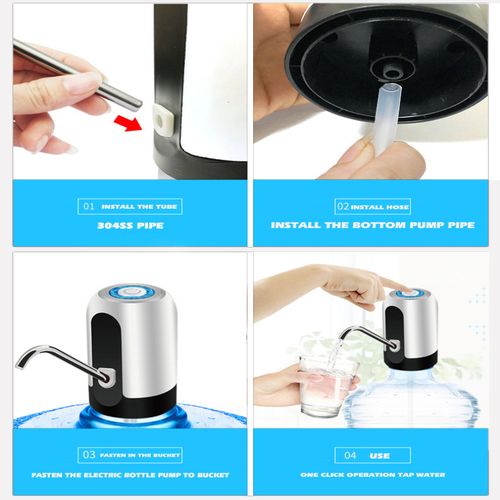 01 INSTALL THE TUBE
304SS PIPE
02 INSTALL HOSE
INSTALL THE BOTTOM PUMP PIPE
03 FASTEN IN THE BUCKET
FASTEN THE ELECTRIC BOTTLE PUMP TO BUCKET
04 USE
ONE CLICK OPERATION TAP WATER